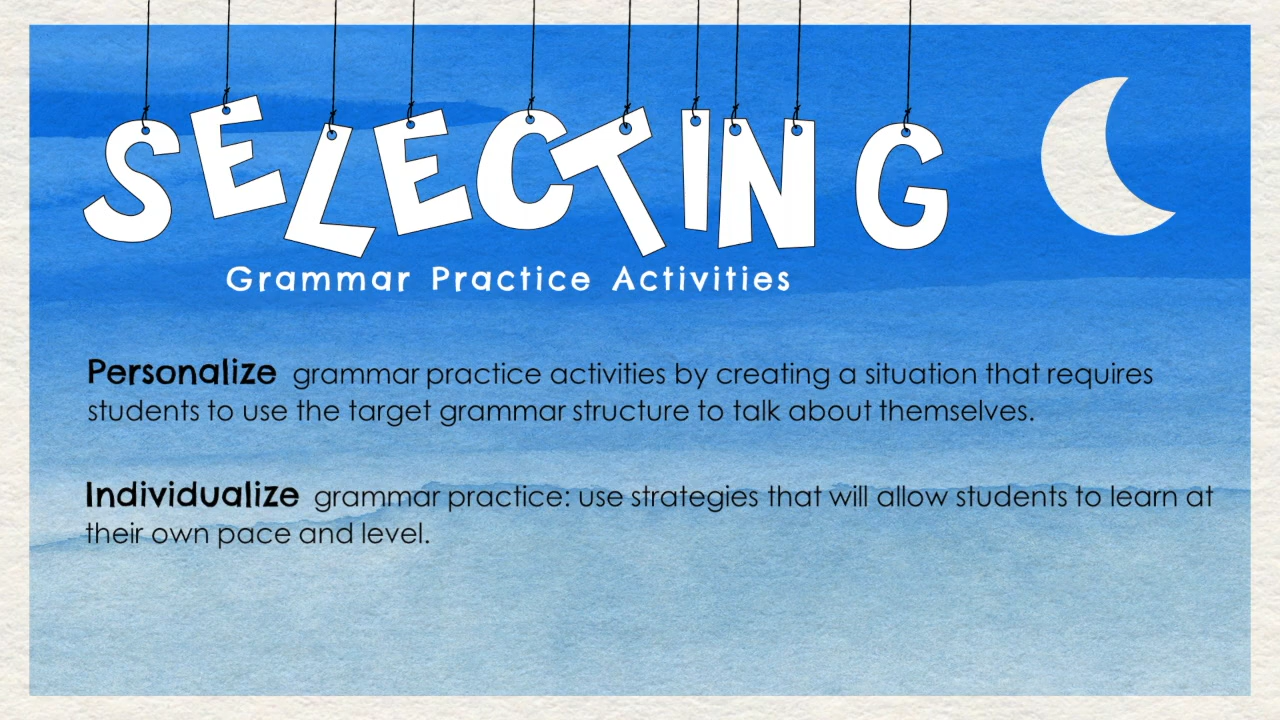 SELECTING
Grammar Practice Activities
Personalize grammar practice activities by creating a situation that requires
students to use the target grammar structure to talk about themselves.
Individualize grammar practice: use strategies that will allow students to learn at
their own pace and level.